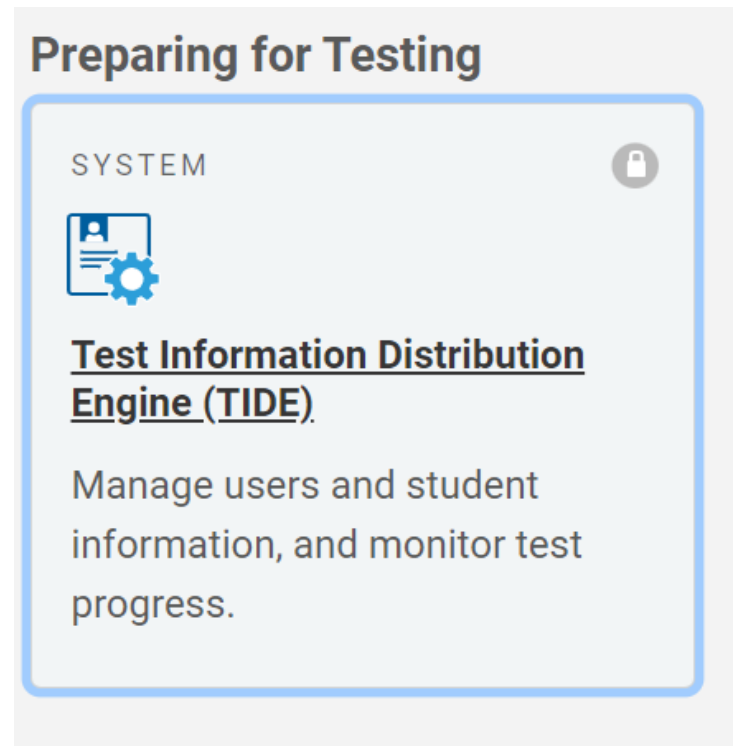 Preparing for Testing
SYSTEM
Test Information Distribution
Engine (TIDE)
Manage users and student
information, and monitor test
progress.